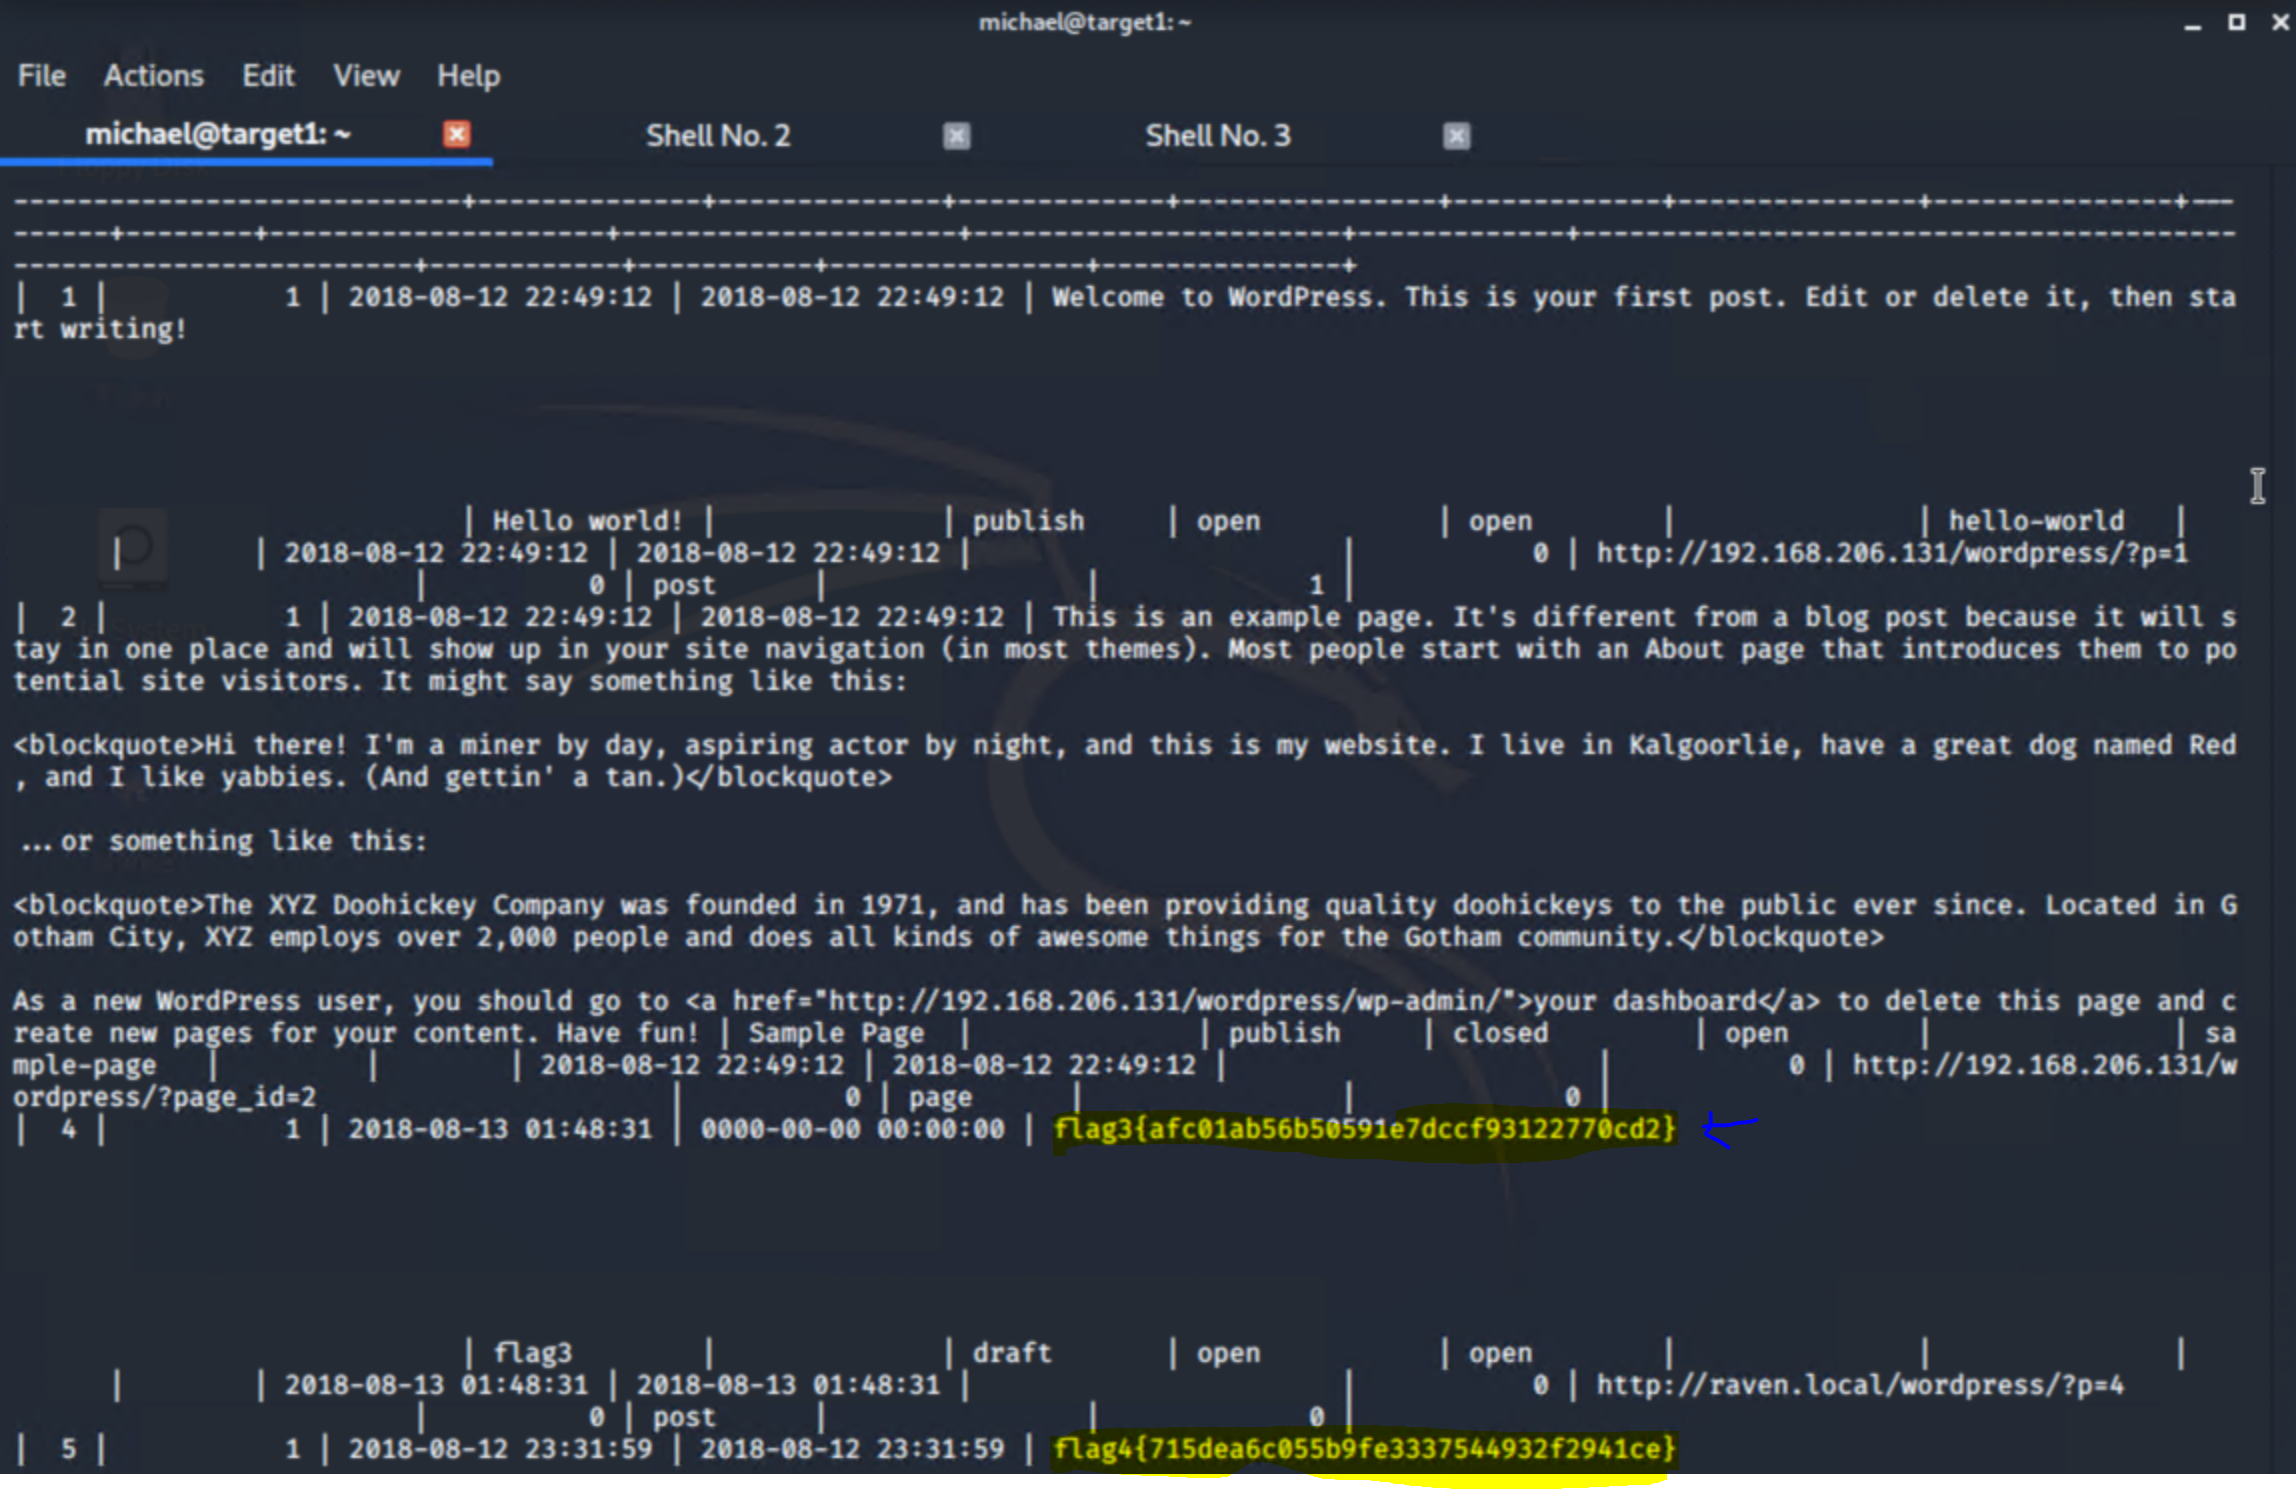 michael@target1: ~
File Actions Edit View Help
michael@target1: ~ Shell No. 2 Shell No. 3
----------------------------+--------------+--------------+-------------+----------------+-------------+---------------+---------------+---
------+--------+---------------------+---------------------+-----------------------+-------------+-----------------------------------------
-------------------------+------------+-----------+----------------+---------------+
| 1 | 1 | 2018-08-12 22:49:12 | 2018-08-12 22:49:12 | Welcome to WordPress. This is your first post. Edit or delete it, then sta
rt writing!
| Hello world! | | publish | open | open | | hello-world |
| | 2018-08-12 22:49:12 | 2018-08-12 22:49:12 | | 0 | http://192.168.206.131/wordpress/?p=1
| 0 | post | | 1 |
| 2 | 1 | 2018-08-12 22:49:12 | 2018-08-12 22:49:12 | This is an example page. It's different from a blog post because it will s
tay in one place and will show up in your site navigation (in most themes). Most people start with an About page that introduces them to po
tential site visitors. It might say something like this:
<blockquote>Hi there! I'm a miner by day, aspiring actor by night, and this is my website. I live in Kalgoorlie, have a great dog named Red
, and I like yabbies. (And gettin' a tan.)</blockquote>
...or something like this:
<blockquote>The XYZ Doohickey Company was founded in 1971, and has been providing quality doohickeys to the public ever since. Located in G
otham City, XYZ employs over 2,000 people and does all kinds of awesome things for the Gotham community.</blockquote>
As a new WordPress user, you should go to <a href="http://192.168.206.131/wordpress/wp-admin/">your dashboard</a> to delete this page and c
reate new pages for your content. Have fun! | Sample Page | | publish | closed | open | | sa
mple-page | | | 2018-08-12 22:49:12 | 2018-08-12 22:49:12 | | 0 | http://192.168.206.131/w
ordpress/?page_id=2 | 0 | page | | 0 |
| 4 | 1 | 2018-08-13 01:48:31 | 0000-00-00 00:00:00 | flag3{afc01ab56b50591e7dccf93122770cd2}
| flag3 | | draft | open | open | | |
| | 2018-08-13 01:48:31 | 2018-08-13 01:48:31 | | 0 | http://raven.local/wordpress/?p=4
| 0 | post | | 0 |
| 5 | 1 | 2018-08-12 23:31:59 | 2018-08-12 23:31:59 | flag4{715dea6c055b9fe3337544932f2941ce}